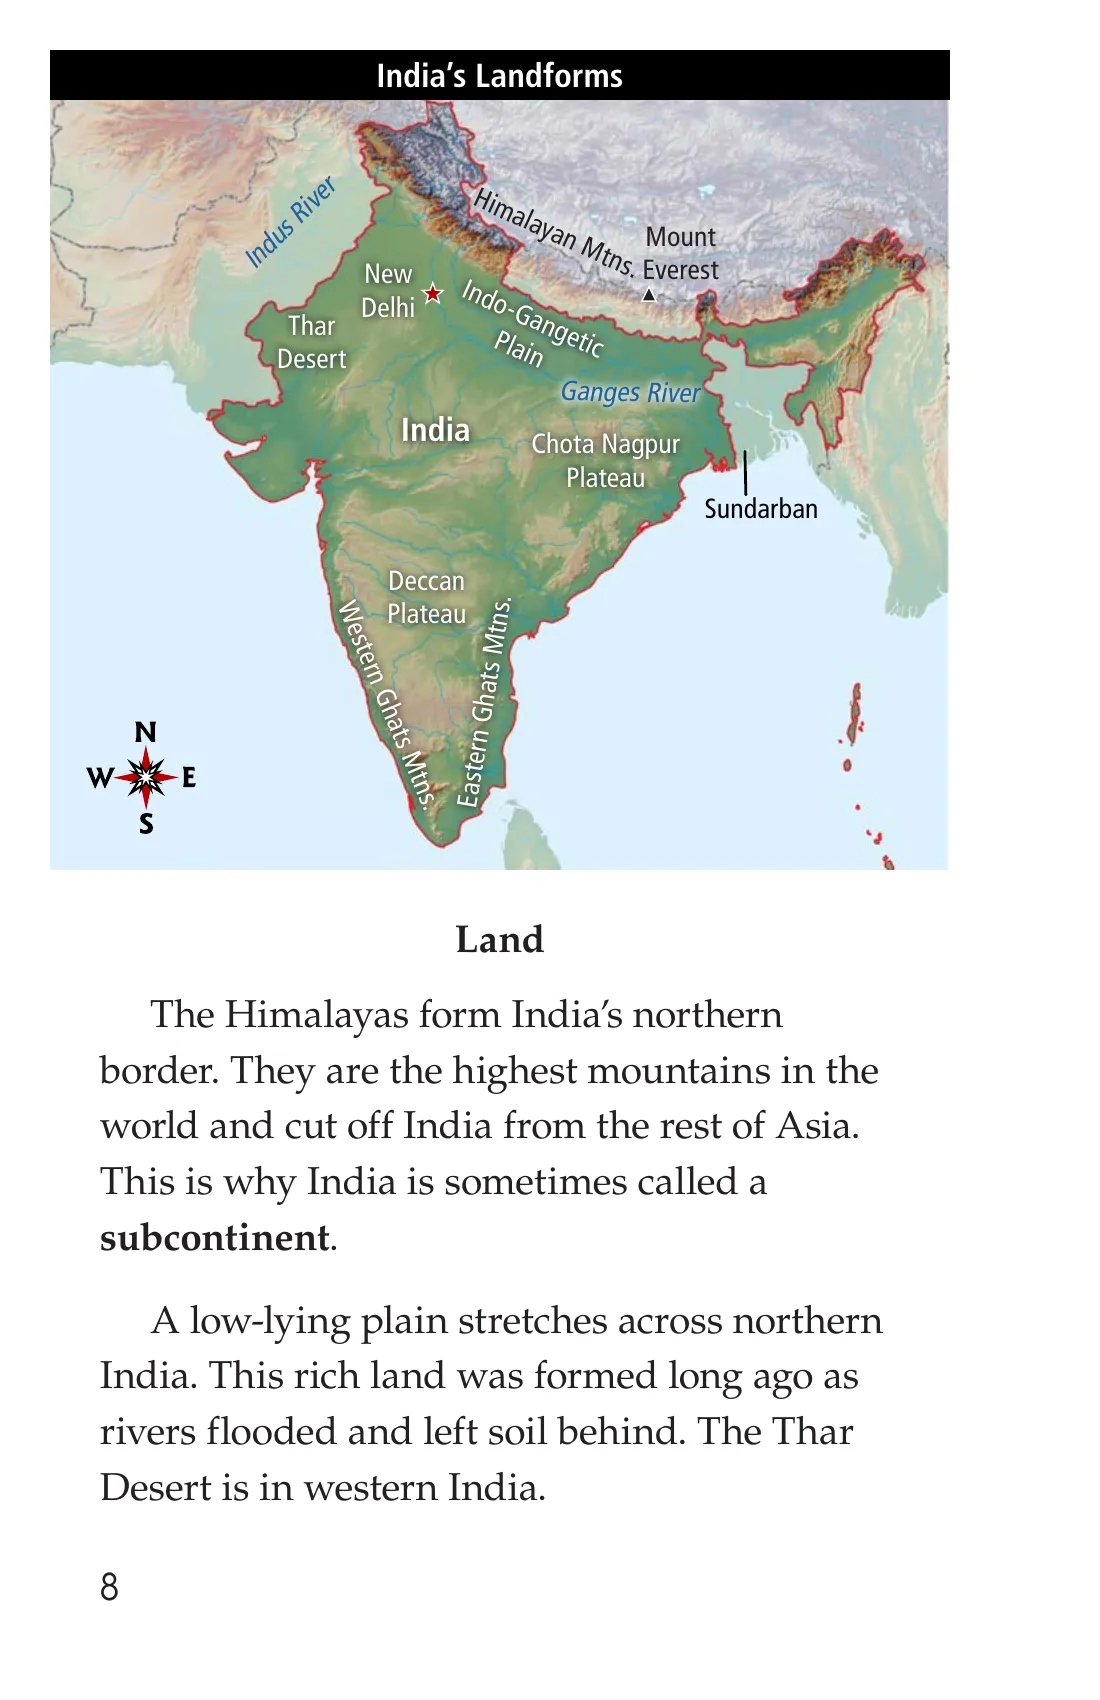 India’s Landforms
Indus River
Himalayan Mtns.
Mount
Everest
New
Delhi
Indo-Gangetic
Plain
Thar
Desert
Ganges River
India
Chota Nagpur
Plateau
Sundarban
Deccan
Plateau
Western Ghats Mtns.
Eastern Ghats Mtns.
N
W
E
S
Land
The Himalayas form India’s northern
border. They are the highest mountains in the
world and cut off India from the rest of Asia.
This is why India is sometimes called a
subcontinent.
A low-lying plain stretches across northern
India. This rich land was formed long ago as
rivers flooded and left soil behind. The Thar
Desert is in western India.
8